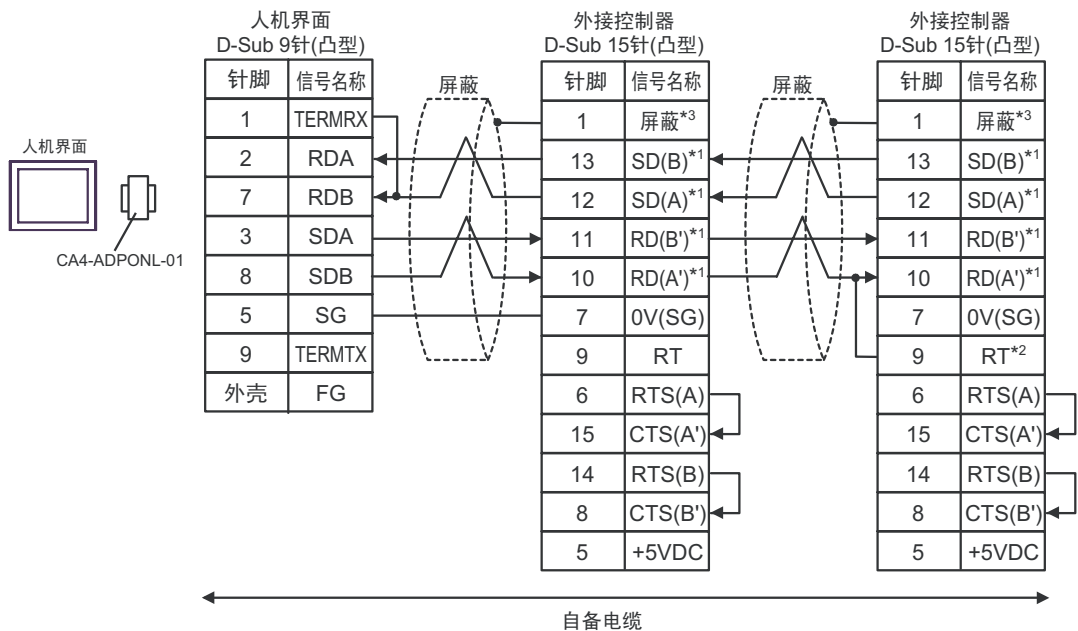 人机界面
D-Sub 9针(凸型)
外接控制器
D-Sub 15针(凸型)
外接控制器
D-Sub 15针(凸型)
人机界面
CA4-ADPONL-01
针脚 信号名称
1 TERMRX
2 RDA
7 RDB
3 SDA
8 SDB
5 SG
9 TERMTX
外壳 FG
屏蔽
针脚 信号名称
1 屏蔽*3
13 SD(B)*1
12 SD(A)*1
11 RD(B')*1
10 RD(A')*1
7 0V(SG)
9 RT
6 RTS(A)
15 CTS(A')
14 RTS(B)
8 CTS(B')
5 +5VDC
屏蔽
针脚 信号名称
1 屏蔽*3
13 SD(B)*1
12 SD(A)*1
11 RD(B')*1
10 RD(A')*1
7 0V(SG)
9 RT*2
6 RTS(A)
15 CTS(A')
14 RTS(B)
8 CTS(B')
5 +5VDC
自备电缆